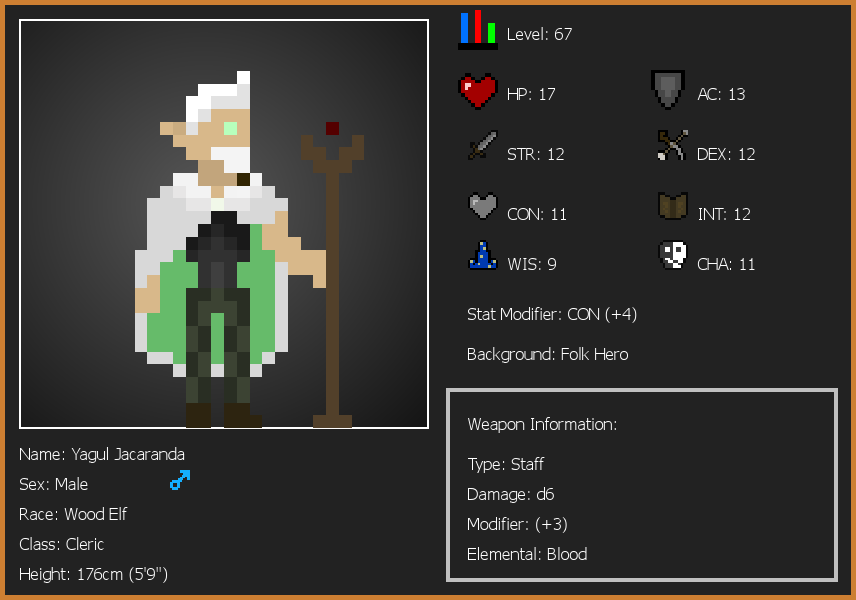 Level: 67
HP: 17
AC: 13
STR: 12
DEX: 12
CON: 11
INT: 12
WIS: 9
CHA: 11
Stat Modifier: CON (+4)
Background: Folk Hero
Weapon Information:
Type: Staff
Damage: d6
Modifier: (+3)
Elemental: Blood
Name: Yagul Jacaranda
Sex: Male
Race: Wood Elf
Class: Cleric
Height: 176cm (5'9")